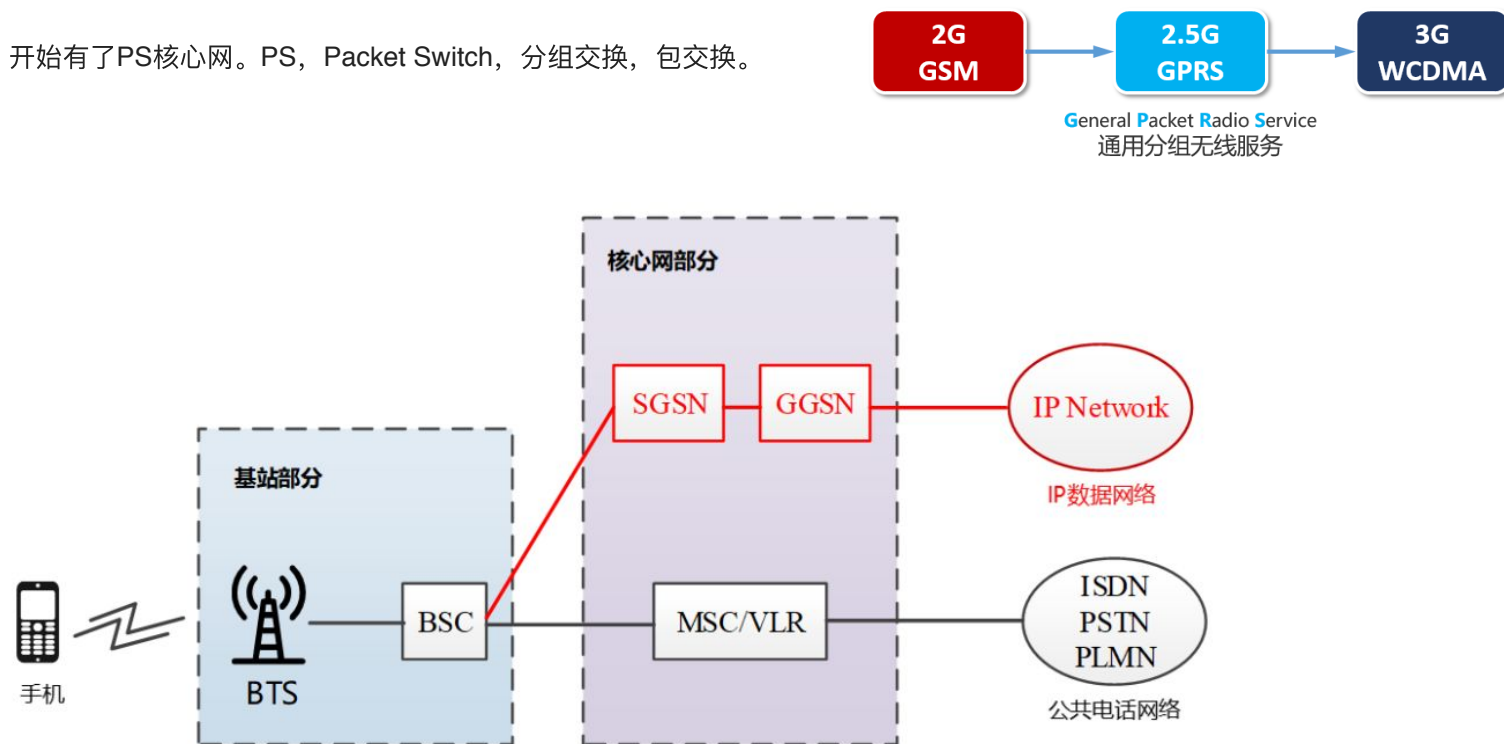 开始有了PS核心网。PS，Packet Switch，分组交换，包交换。
2G
GSM
2.5G
GPRS
3G
WCDMA
General Packet Radio Service
通用分组无线服务
核心网部分
SGSN
GGSN
IP Network
IP数据网络
基站部分
BTS
BSC
MSC/VLR
ISDN
PSTN
PLMN
公共电话网络
手机